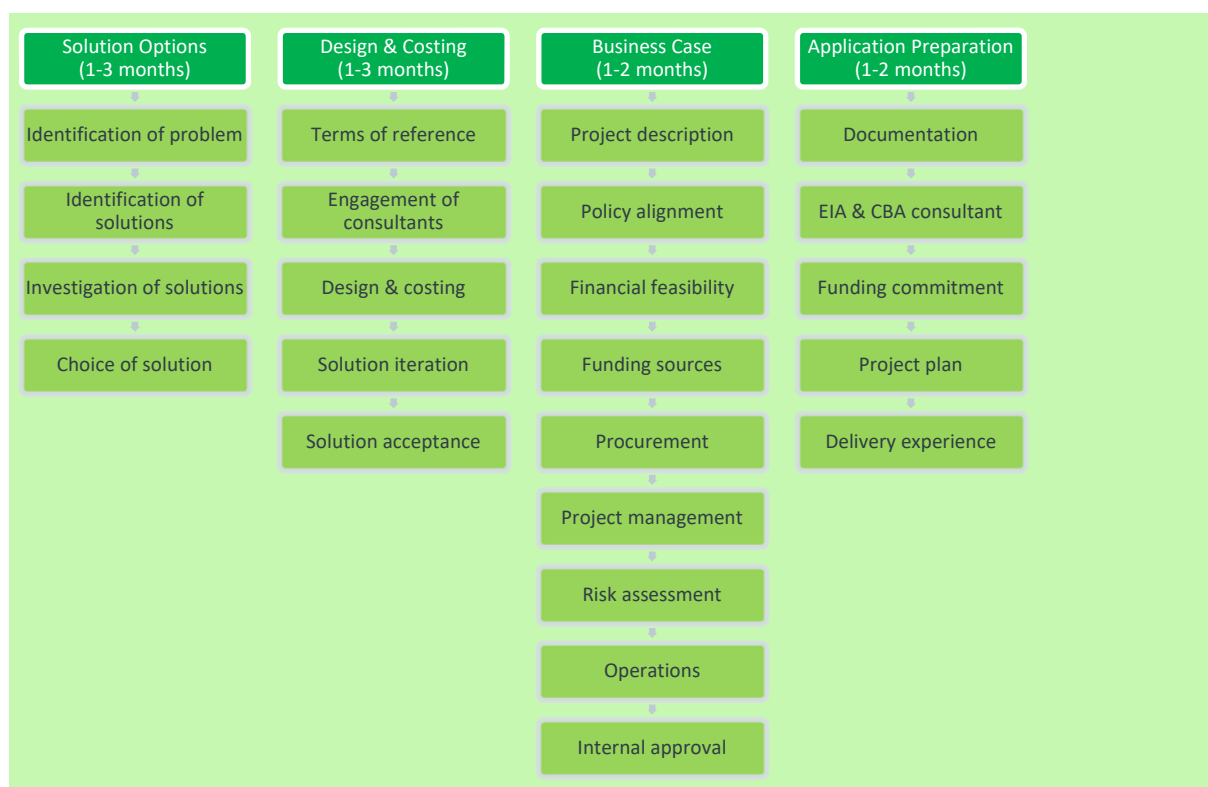 Solution Options
(1-3 months)
Identification of problem
Identification of
solutions
Investigation of solutions
Choice of solution
Design & Costing
(1-3 months)
Terms of reference
Engagement of
consultants
Design & costing
Solution iteration
Solution acceptance
Business Case
(1-2 months)
Project description
Policy alignment
Financial feasibility
Funding sources
Procurement
Project management
Risk assessment
Operations
Internal approval
Application Preparation
(1-2 months)
Documentation
EIA & CBA consultant
Funding commitment
Project plan
Delivery experience